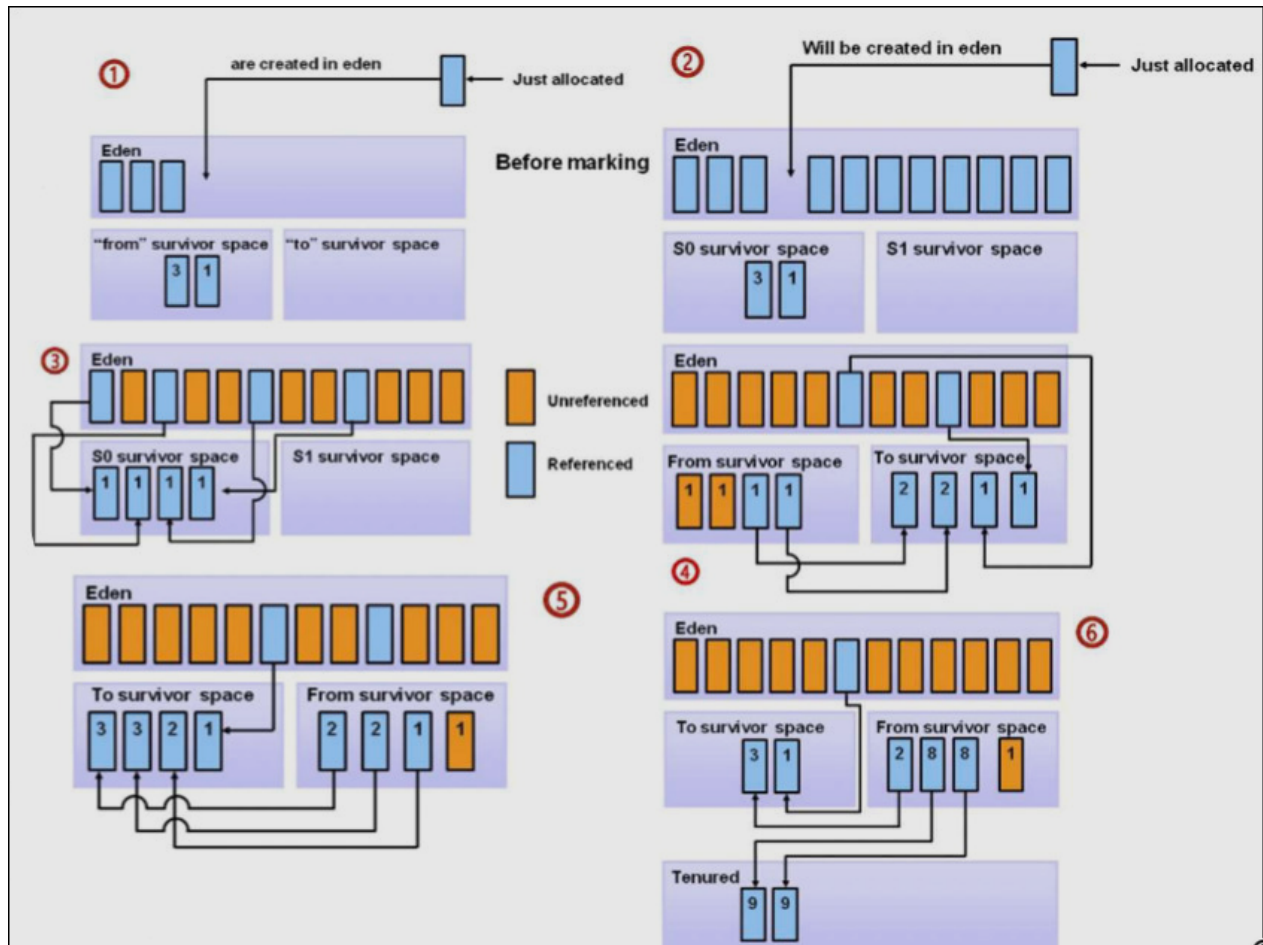 ①
are created in eden
Just allocated
Eden
“from” survivor space
“to” survivor space
3 1
②
Will be created in eden
Just allocated
Before marking
Eden
S0 survivor space
S1 survivor space
3 1
③
Eden
S0 survivor space
S1 survivor space
1 1 1 1
Unreferenced
Referenced
Eden
From survivor space
To survivor space
1 1 1 1
2 2 1 1
④
Eden
⑤
To survivor space
From survivor space
3 3 2 1
2 2 1 1
Eden
⑥
To survivor space
From survivor space
3 1
2 8 8 1
Tenured
9 9